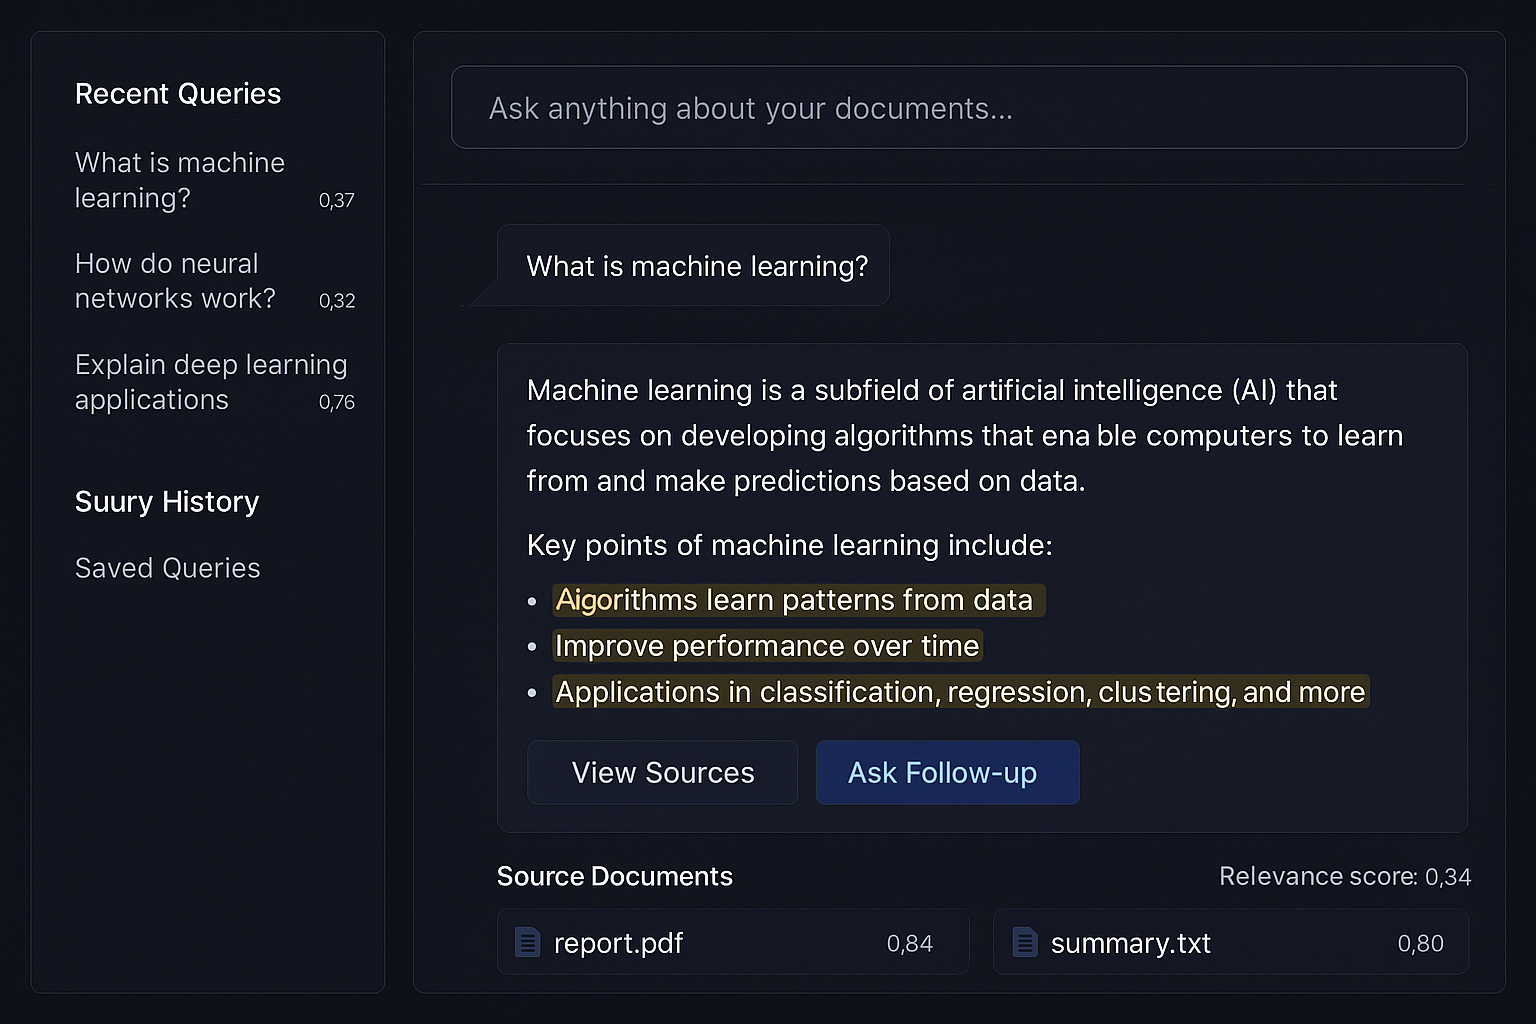 Recent Queries
What is machine
learning?
0,37
How do neural
networks work?
0,32
Explain deep learning
applications
0,76
Suury History
Saved Queries
Ask anything about your documents...
What is machine learning?
Machine learning is a subfield of artificial intelligence (AI) that
focuses on developing algorithms that ena ble computers to learn
from and make predictions based on data.
Key points of machine learning include:
• Aigorithms learn patterns from data
• Improve performance over time
• Applications in classification, regression, clus tering, and more
View Sources
Ask Follow-up
Source Documents
Relevance score: 0,34
report.pdf
0,84
summary.txt
0,80